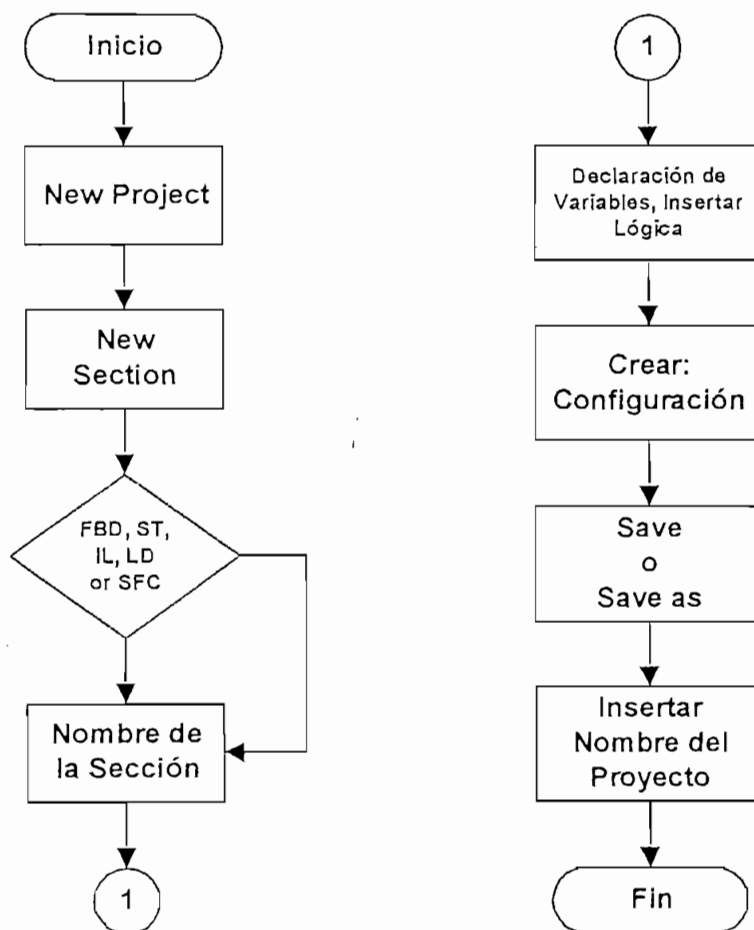 Inicio
New Project
New
Section
FBD, ST,
IL, LD
or SFC
Nombre de
la Sección
1
1
Declaración de
Variables, Insertar
Lógica
Crear:
Configuración
Save
o
Save as
Insertar
Nombre del
Proyecto
Fin